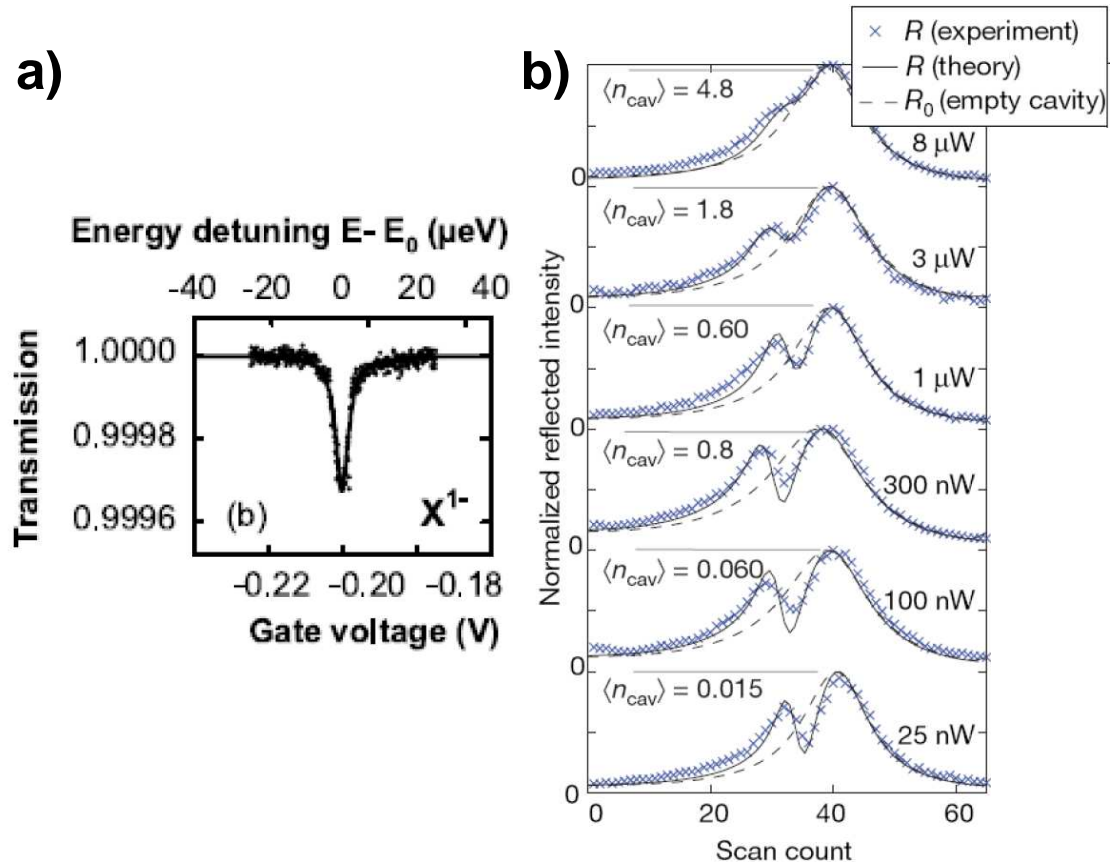 a)
Energy detuning E- E0 (μeV)
-40 -20 0 20 40
Transmission
1.0000
0.9998
0.9996
(b)
X1-
-0.22 -0.20 -0.18
Gate voltage (V)
b)
R (experiment)
R (theory)
R0 (empty cavity)
Normalized reflected intensity
⟨ncav⟩ = 4.8
8 μW
0
⟨ncav⟩ = 1.8
3 μW
0
⟨ncav⟩ = 0.60
1 μW
0
⟨ncav⟩ = 0.8
300 nW
0
⟨ncav⟩ = 0.060
100 nW
0
⟨ncav⟩ = 0.015
25 nW
0
0 20 40 60
Scan count